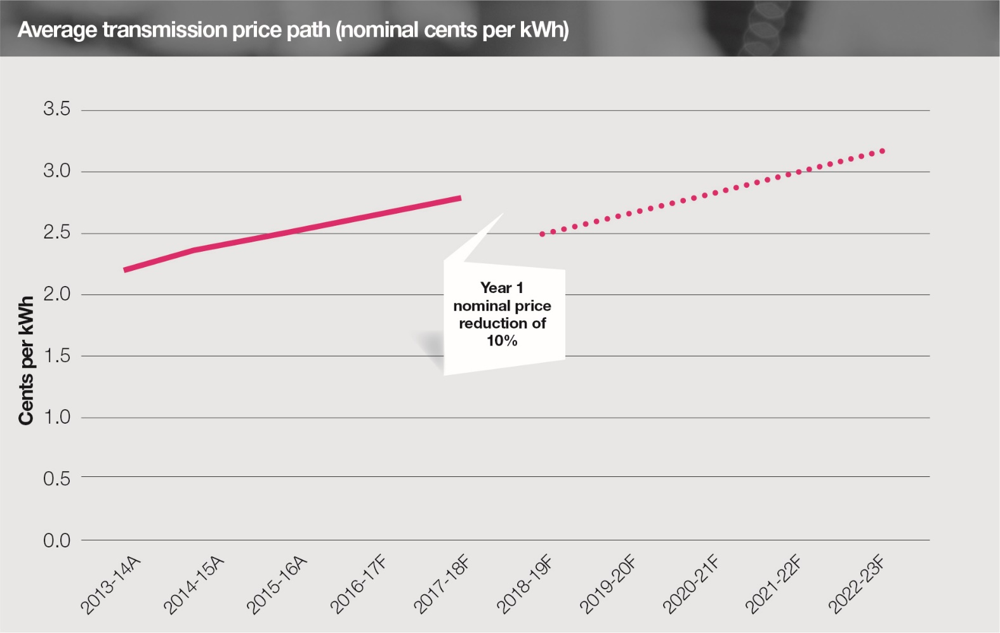 Average transmission price path (nominal cents per kWh)
3.5
3.0
2.5
2.0
1.5
1.0
0.5
0.0
Cents per kWh
Year 1
nominal price
reduction of
10%
2013-14A
2014-15A
2015-16A
2016-17F
2017-18F
2018-19F
2019-20F
2020-21F
2021-22F
2022-23F